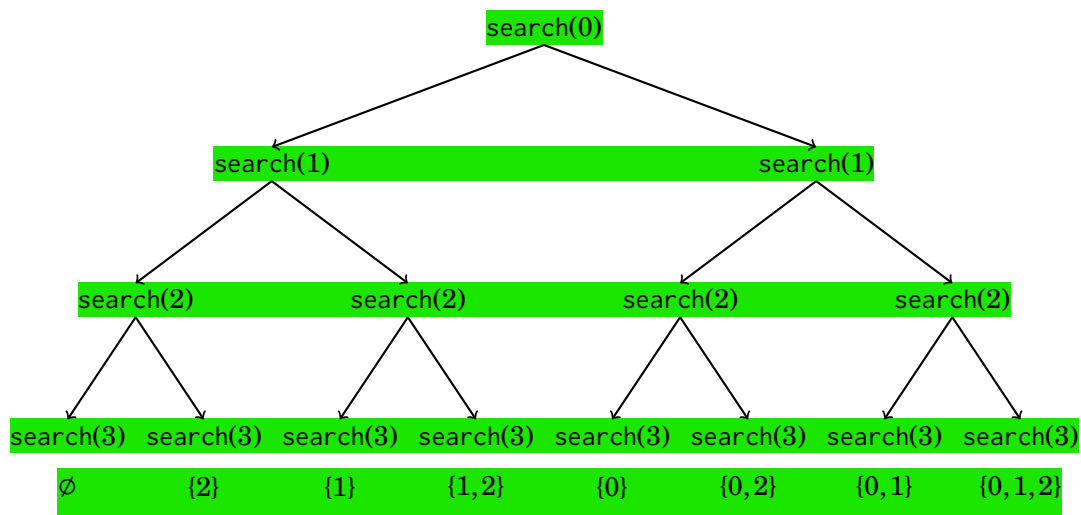 search(0)
search(1) search(1)
search(2) search(2) search(2) search(2)
search(3) search(3) search(3) search(3) search(3) search(3) search(3) search(3)
∅ {2} {1} {1,2} {0} {0,2} {0,1} {0,1,2}